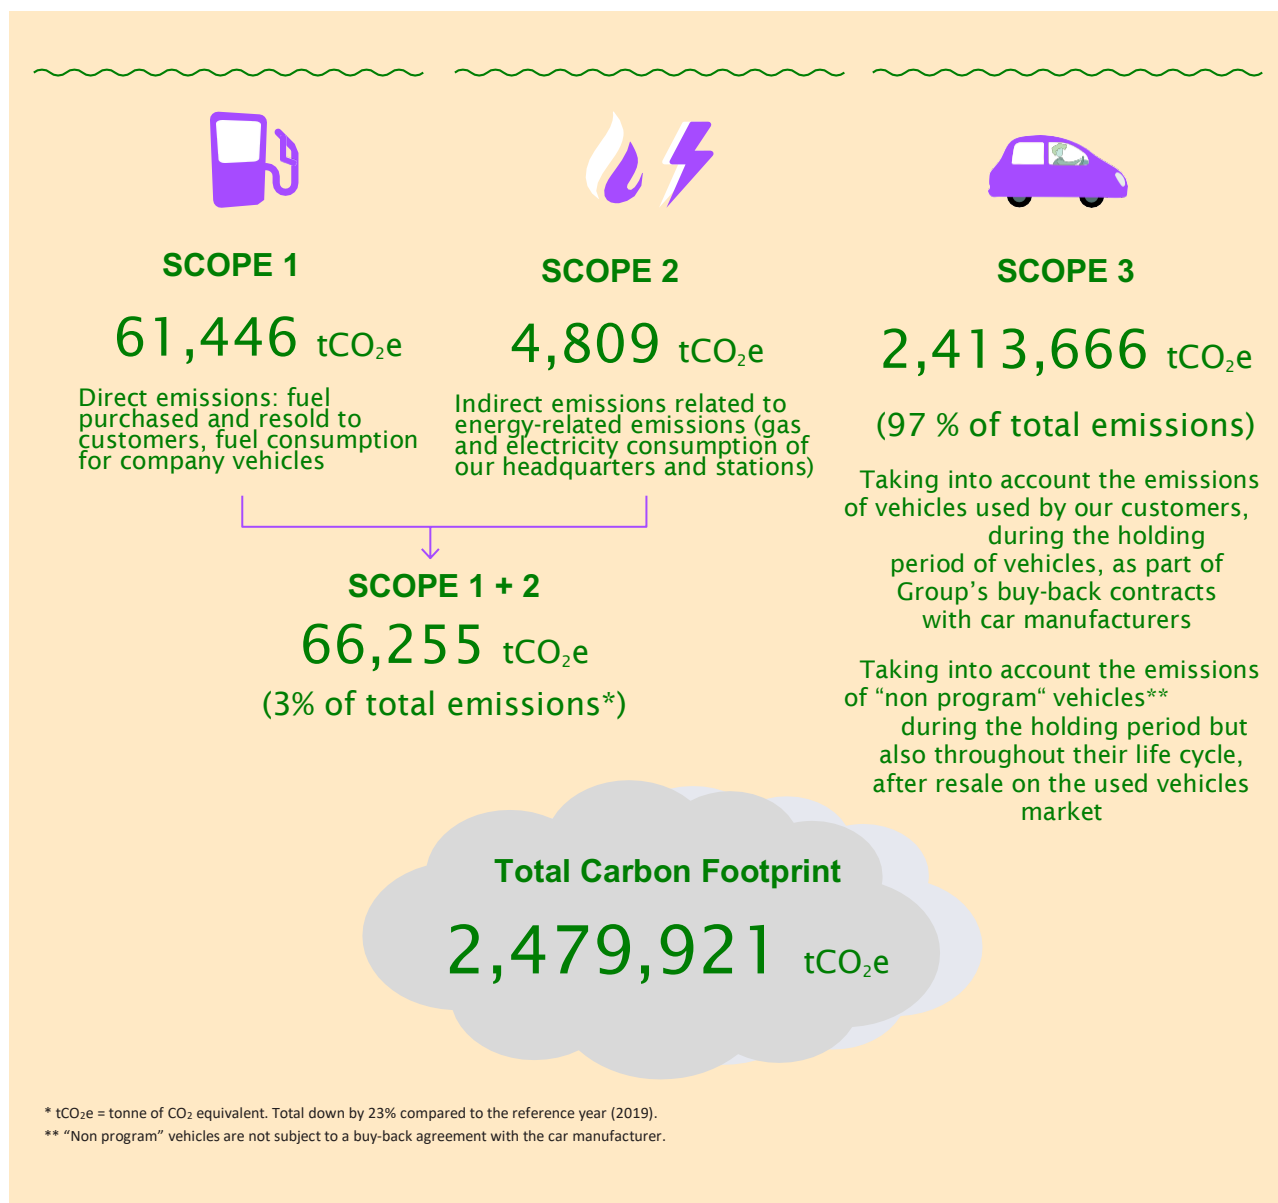 SCOPE 1
61,446 tCO₂e
Direct emissions: fuel
purchased and resold to
customers, fuel consumption
for company vehicles
SCOPE 2
4,809 tCO₂e
Indirect emissions related to
energy-related emissions (gas
and electricity consumption of
our headquarters and stations)
SCOPE 1 + 2
66,255 tCO₂e
(3% of total emissions*)
SCOPE 3
2,413,666 tCO₂e
(97 % of total emissions)
Taking into account the emissions
of vehicles used by our customers,
during the holding
period of vehicles, as part of
Group’s buy-back contracts
with car manufacturers
Taking into account the emissions
of “non program“ vehicles**
during the holding period but
also throughout their life cycle,
after resale on the used vehicles
market
Total Carbon Footprint
2,479,921 tCO₂e
* tCO₂e = tonne of CO₂ equivalent. Total down by 23% compared to the reference year (2019).
** “Non program” vehicles are not subject to a buy-back agreement with the car manufacturer.